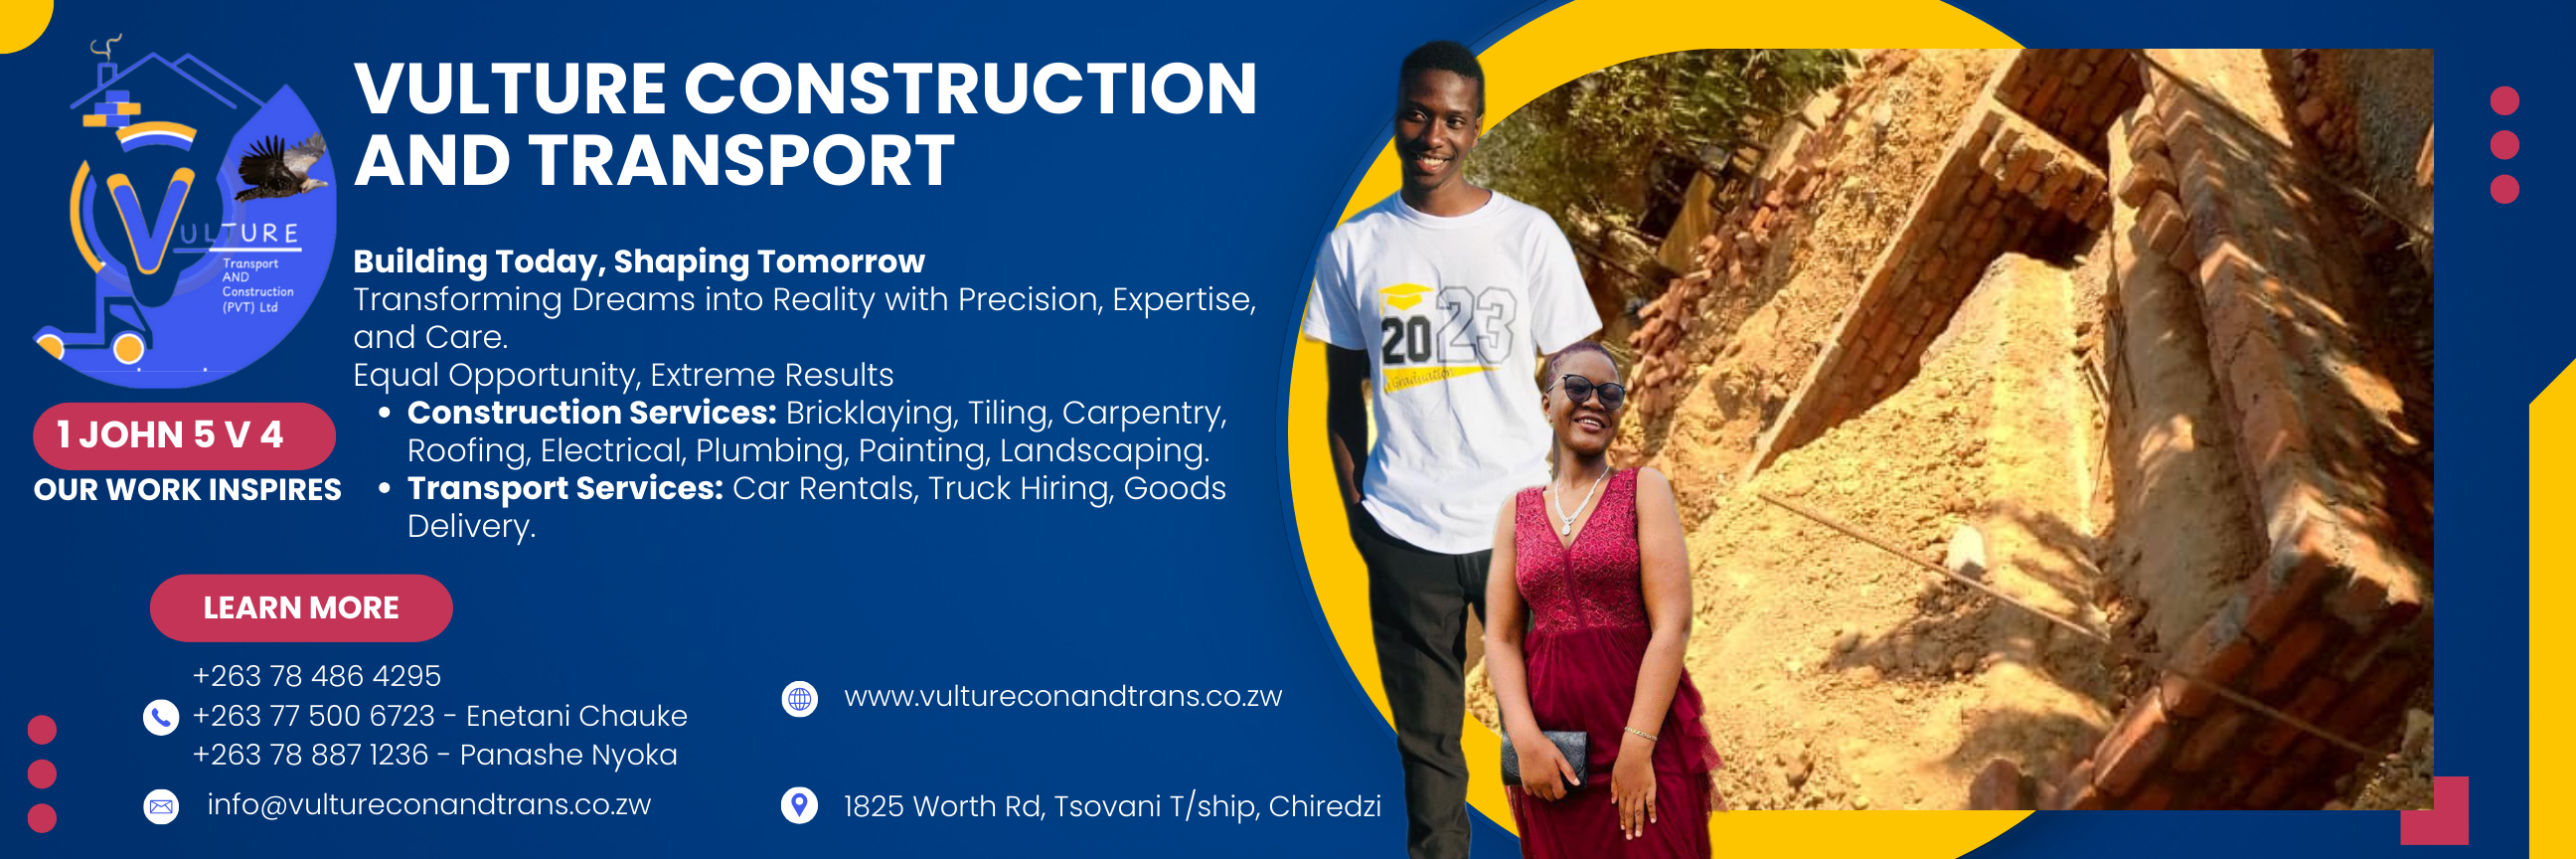 VULTURE
Transport
AND
Construction
(PVT) Ltd
1 JOHN 5 V 4
OUR WORK INSPIRES
VULTURE CONSTRUCTION
AND TRANSPORT
Building Today, Shaping Tomorrow
Transforming Dreams into Reality with Precision, Expertise,
and Care.
Equal Opportunity, Extreme Results
• Construction Services: Bricklaying, Tiling, Carpentry,
Roofing, Electrical, Plumbing, Painting, Landscaping.
• Transport Services: Car Rentals, Truck Hiring, Goods
Delivery.
LEARN MORE
+263 78 486 4295
+263 77 500 6723 - Enetani Chauke
+263 78 887 1236 - Panashe Nyoka
info@vultureconandtrans.co.zw
www.vultureconandtrans.co.zw
1825 Worth Rd, Tsovani T/ship, Chiredzi
2023
Graduation